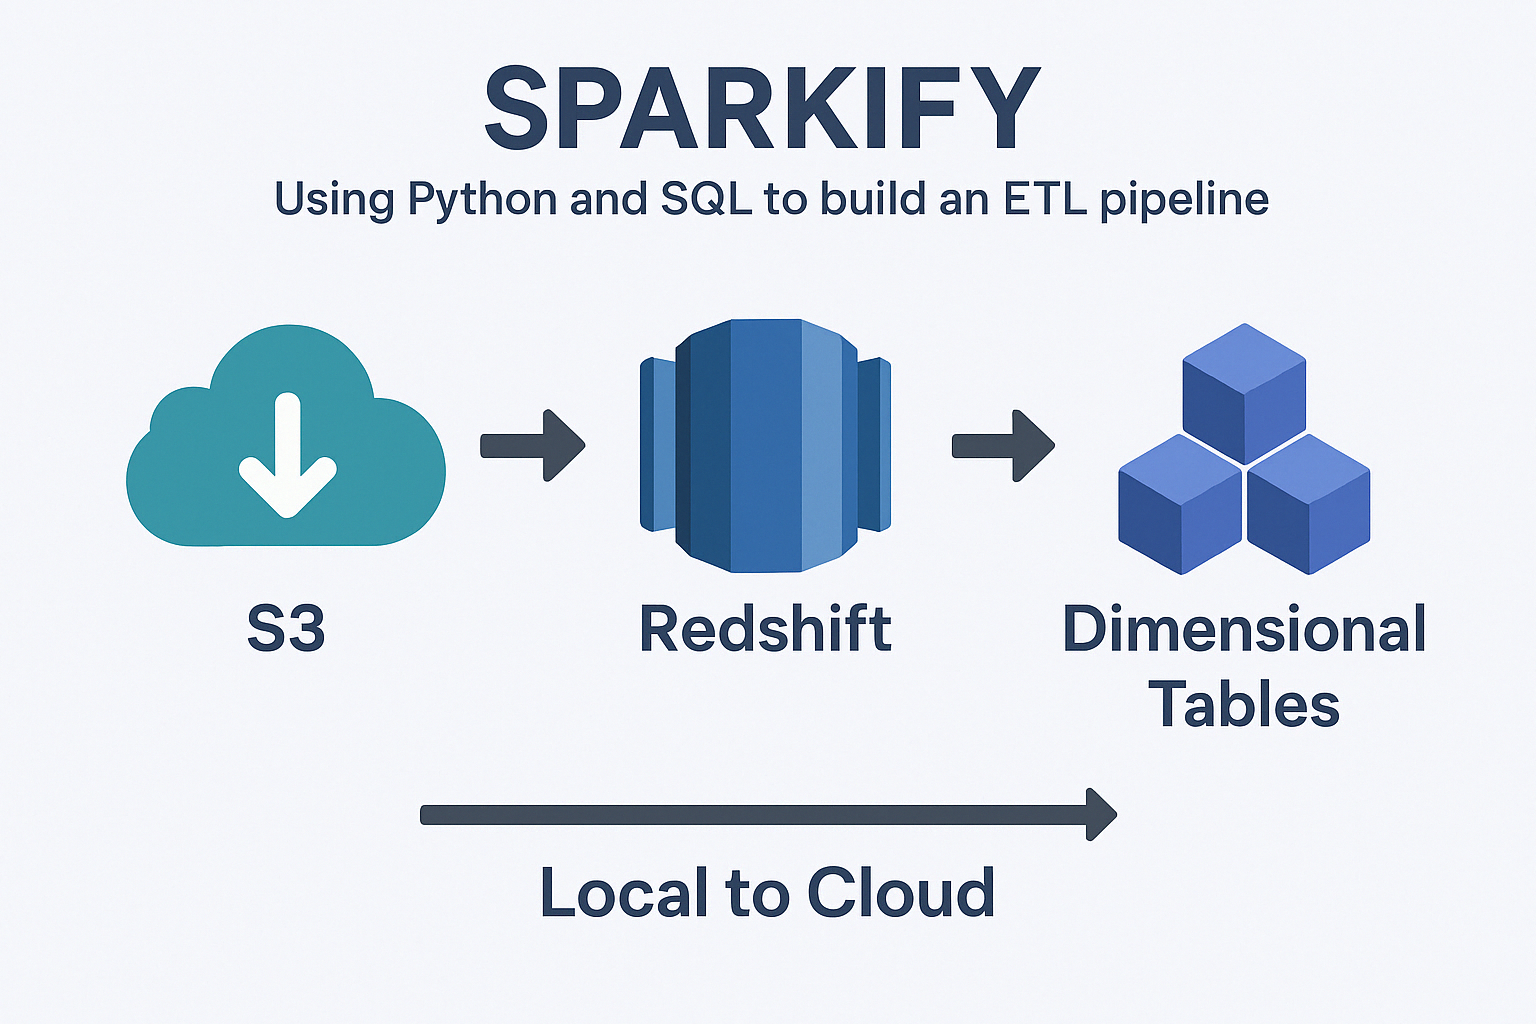 SPARKIFY
Using Python and SQL to build an ETL pipeline
S3
Redshift
Dimensional
Tables
Local to Cloud